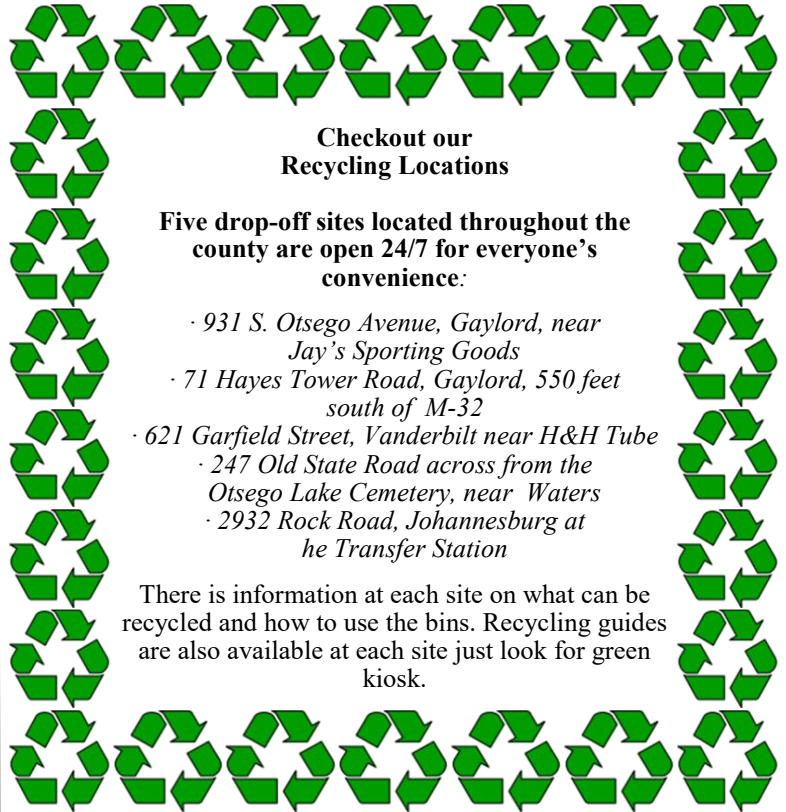 Checkout our
Recycling Locations
Five drop-off sites located throughout the
county are open 24/7 for everyone’s
convenience:
· 931 S. Otsego Avenue, Gaylord, near
Jay’s Sporting Goods
· 71 Hayes Tower Road, Gaylord, 550 feet
south of M-32
· 621 Garfield Street, Vanderbilt near H&H Tube
· 247 Old State Road across from the
Otsego Lake Cemetery, near Waters
· 2932 Rock Road, Johannesburg at
he Transfer Station
There is information at each site on what can be
recycled and how to use the bins. Recycling guides
are also available at each site just look for green
kiosk.